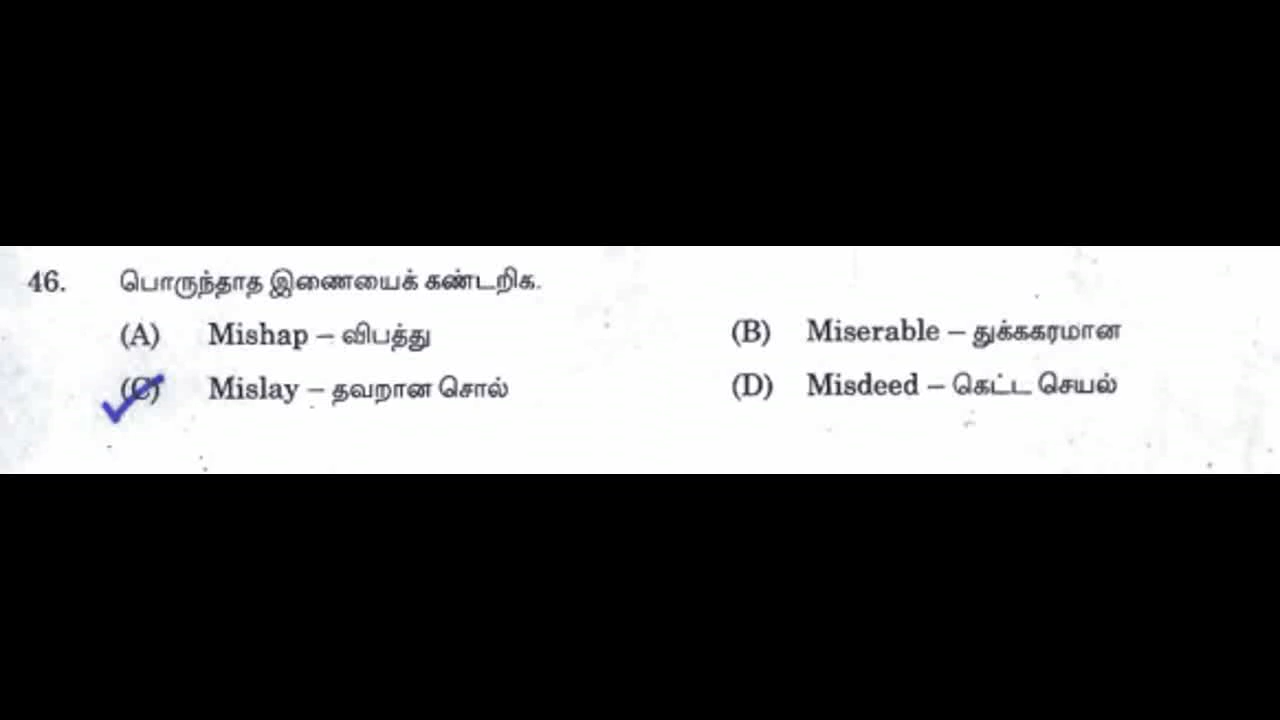 46. பொருந்தாத இணையைக் கண்டறிக.
(A) Mishap – விபத்து (B) Miserable – துக்ககரமான
(C) Mislay – தவறான சொல் (D) Misdeed – கெட்ட செயல்